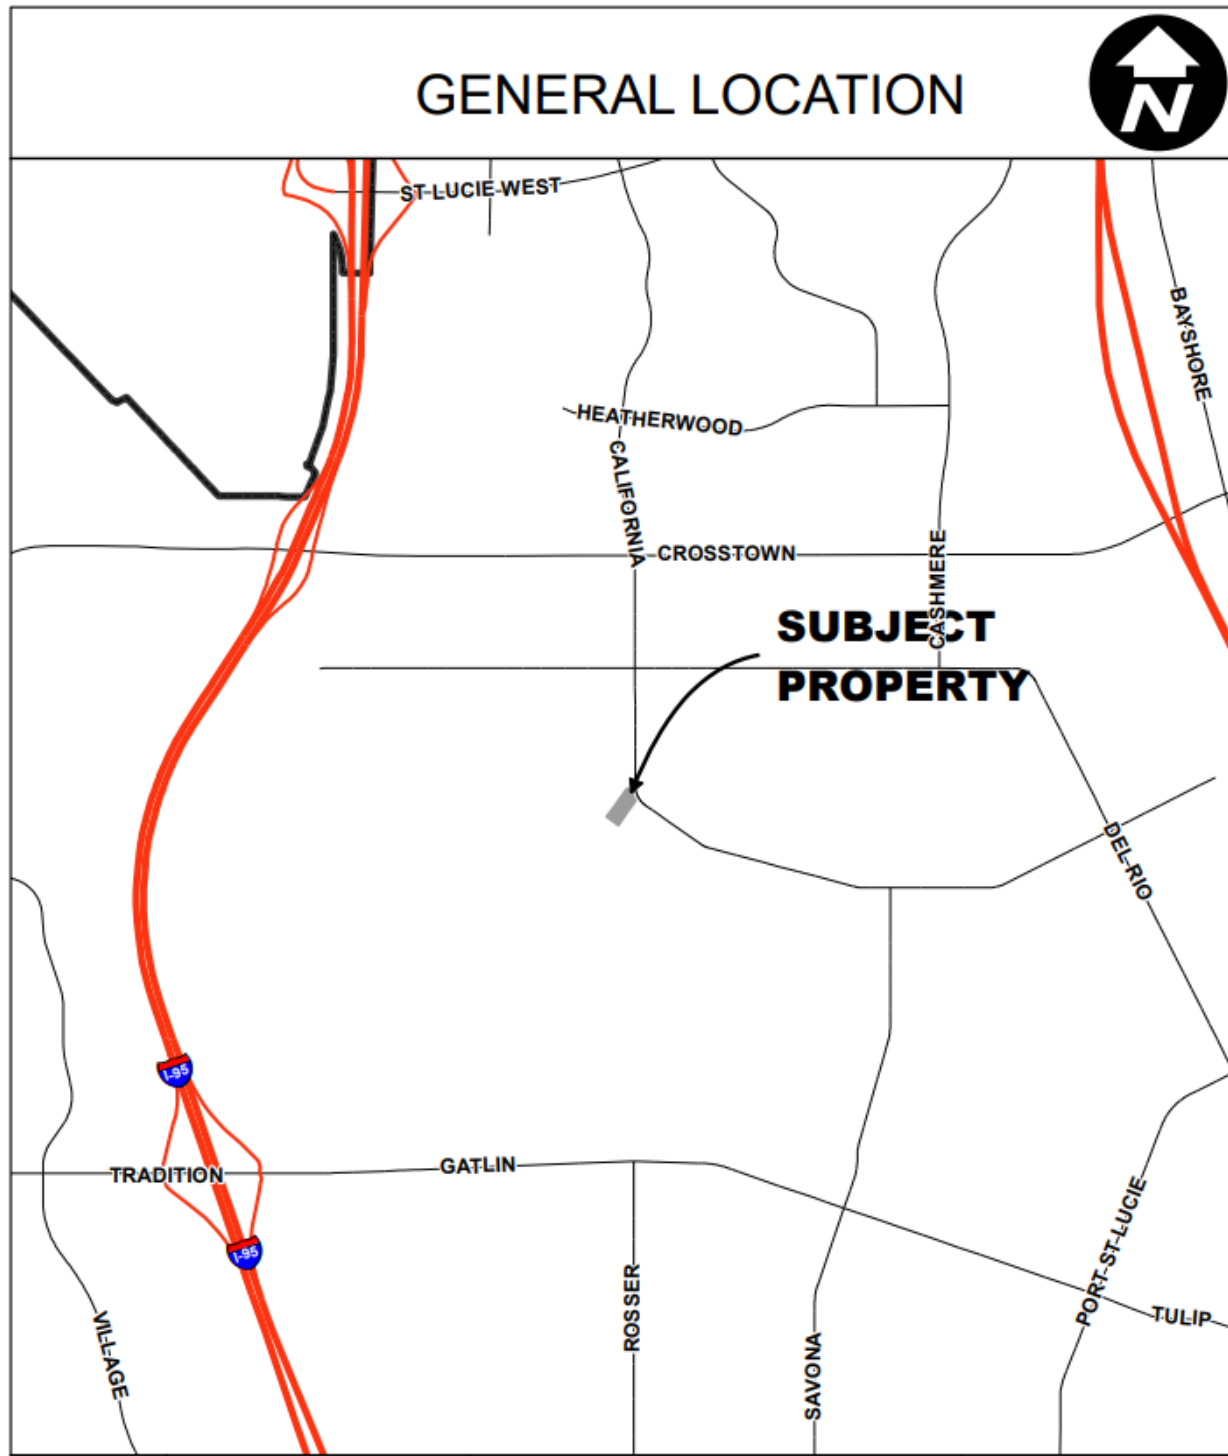 GENERAL LOCATION
N
ST LUCIE WEST
BAYSHORE
HEATHERWOOD
CALIFORNIA
CROSSTOWN
CASHMERE
SUBJECT
PROPERTY
DEL RIO
I-95
TRADITION
GATLIN
I-95
PORT ST LUCIE
ROSSER
TULIP
VILLAGE
SAVONA